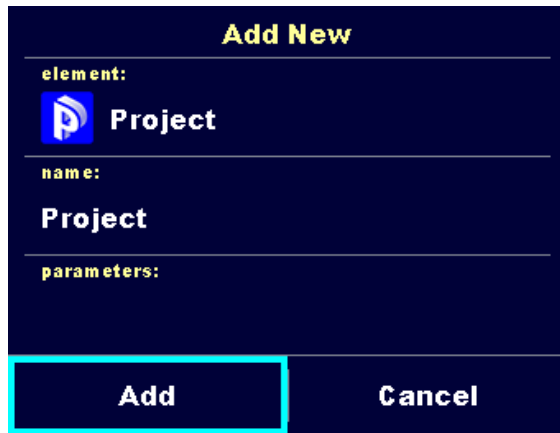 Add New
element:
Project
name:
Project
parameters:
Add
Cancel